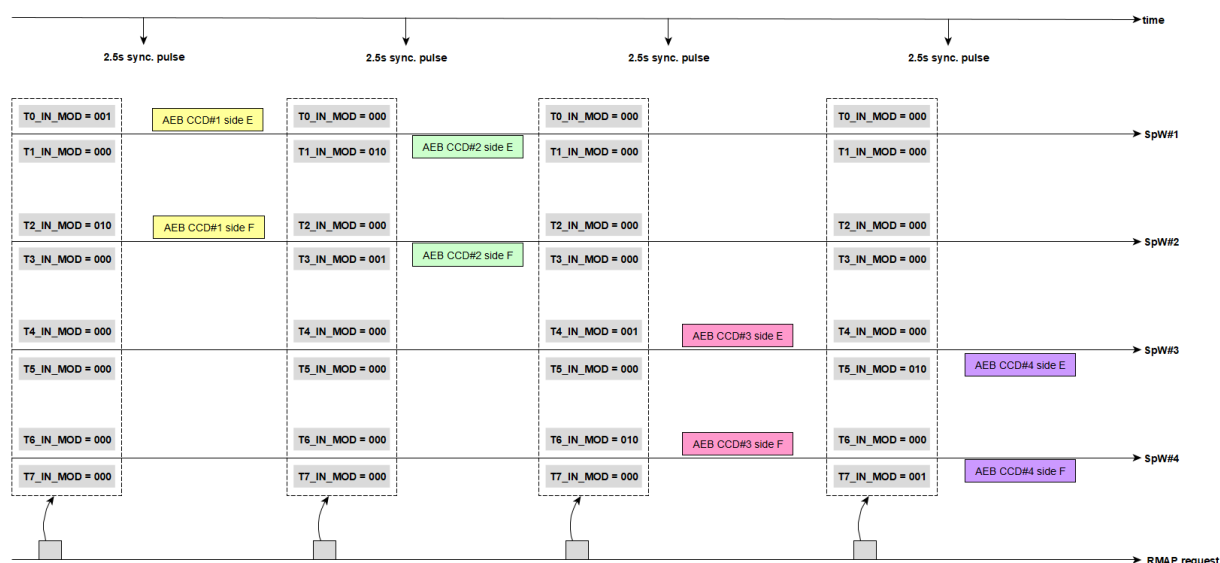 time
2.5s sync. pulse 2.5s sync. pulse 2.5s sync. pulse 2.5s sync. pulse
T0_IN_MOD = 001 AEB CCD#1 side E T0_IN_MOD = 000 T0_IN_MOD = 000 T0_IN_MOD = 000
SpW#1
T1_IN_MOD = 000 T1_IN_MOD = 010 AEB CCD#2 side E T1_IN_MOD = 000 T1_IN_MOD = 000
T2_IN_MOD = 010 AEB CCD#1 side F T2_IN_MOD = 000 T2_IN_MOD = 000 T2_IN_MOD = 000
SpW#2
T3_IN_MOD = 000 T3_IN_MOD = 001 AEB CCD#2 side F T3_IN_MOD = 000 T3_IN_MOD = 000
T4_IN_MOD = 000 T4_IN_MOD = 000 T4_IN_MOD = 001 AEB CCD#3 side E T4_IN_MOD = 000
SpW#3
T5_IN_MOD = 000 T5_IN_MOD = 000 T5_IN_MOD = 000 T5_IN_MOD = 010 AEB CCD#4 side E
T6_IN_MOD = 000 T6_IN_MOD = 000 T6_IN_MOD = 010 AEB CCD#3 side F T6_IN_MOD = 000
SpW#4
T7_IN_MOD = 000 T7_IN_MOD = 000 T7_IN_MOD = 000 T7_IN_MOD = 001 AEB CCD#4 side F
RMAP request